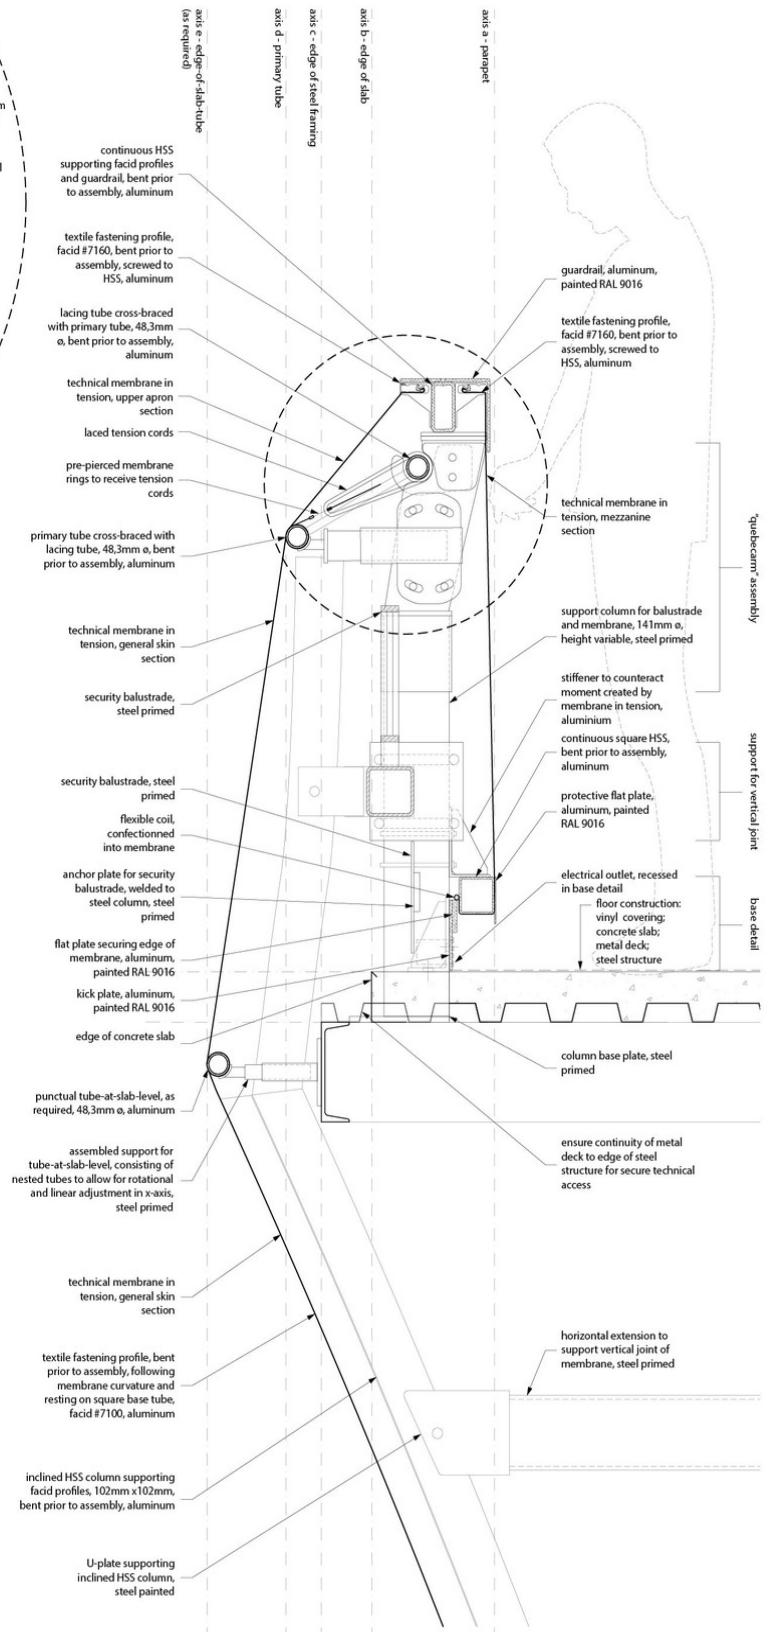 axis e - edge-of-slab-tube
(as required)
axis d - primary tube
axis c - edge of steel framing
axis b - edge of slab
axis a - parapet
m
l
continuous HSS
supporting facid profiles
and guardrail, bent prior
to assembly, aluminum
textile fastening profile,
facid #7160, bent prior to
assembly, screwed to
HSS, aluminum
lacing tube cross-braced
with primary tube, 48,3mm
ø, bent prior to assembly,
aluminum
technical membrane in
tension, upper apron
section
laced tension cords
pre-pierced membrane
rings to receive tension
cords
primary tube cross-braced with
lacing tube, 48,3mm ø, bent
prior to assembly, aluminum
technical membrane in
tension, general skin
section
security balustrade,
steel primed
security balustrade, steel
primed
flexible coil,
confectionned
into membrane
anchor plate for security
balustrade, welded to
steel column, steel
primed
flat plate securing edge of
membrane, aluminum,
painted RAL 9016
kick plate, aluminum,
painted RAL 9016
edge of concrete slab
punctual tube-at-slab-level, as
required, 48,3mm ø, aluminum
assembled support for
tube-at-slab-level, consisting of
nested tubes to allow for rotational
and linear adjustment in x-axis,
steel primed
technical membrane in
tension, general skin
section
textile fastening profile, bent
prior to assembly, following
membrane curvature and
resting on square base tube,
facid #7100, aluminum
inclined HSS column supporting
facid profiles, 102mm x102mm,
bent prior to assembly, aluminum
U-plate supporting
inclined HSS column,
steel painted
guardrail, aluminum,
painted RAL 9016
textile fastening profile,
facid #7160, bent prior to
assembly, screwed to
HSS, aluminum
technical membrane in
tension, mezzanine
section
support column for balustrade
and membrane, 141mm ø,
height variable, steel primed
stiffener to counteract
moment created by
membrane in tension,
aluminium
continuous square HSS,
bent prior to assembly,
aluminum
protective flat plate,
aluminum, painted
RAL 9016
electrical outlet, recessed
in base detail
floor construction:
vinyl covering;
concrete slab;
metal deck;
steel structure
column base plate, steel
primed
ensure continuity of metal
deck to edge of steel
structure for secure technical
access
horizontal extension to
support vertical joint of
membrane, steel primed
"quebecarm" assembly
support for vertical joint
base detail